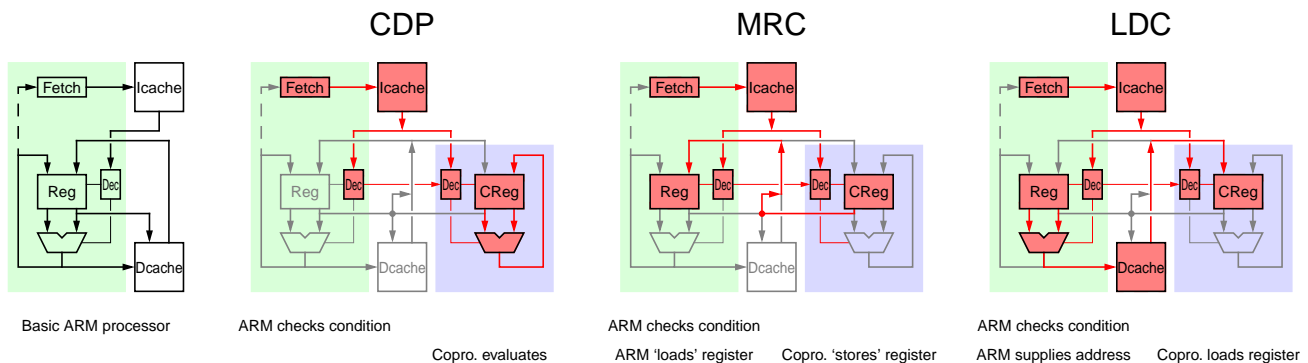 CDP
MRC
LDC
Fetch
Icache
Reg
Dec
Dcache
Basic ARM processor
Fetch
Icache
Reg
Dec
Dec
CReg
Dcache
ARM checks condition
Copro. evaluates
Fetch
Icache
Reg
Dec
Dec
CReg
Dcache
ARM checks condition
ARM ‘loads’ register
Copro. ‘stores’ register
Fetch
Icache
Reg
Dec
Dec
CReg
Dcache
ARM checks condition
ARM supplies address
Copro. loads register